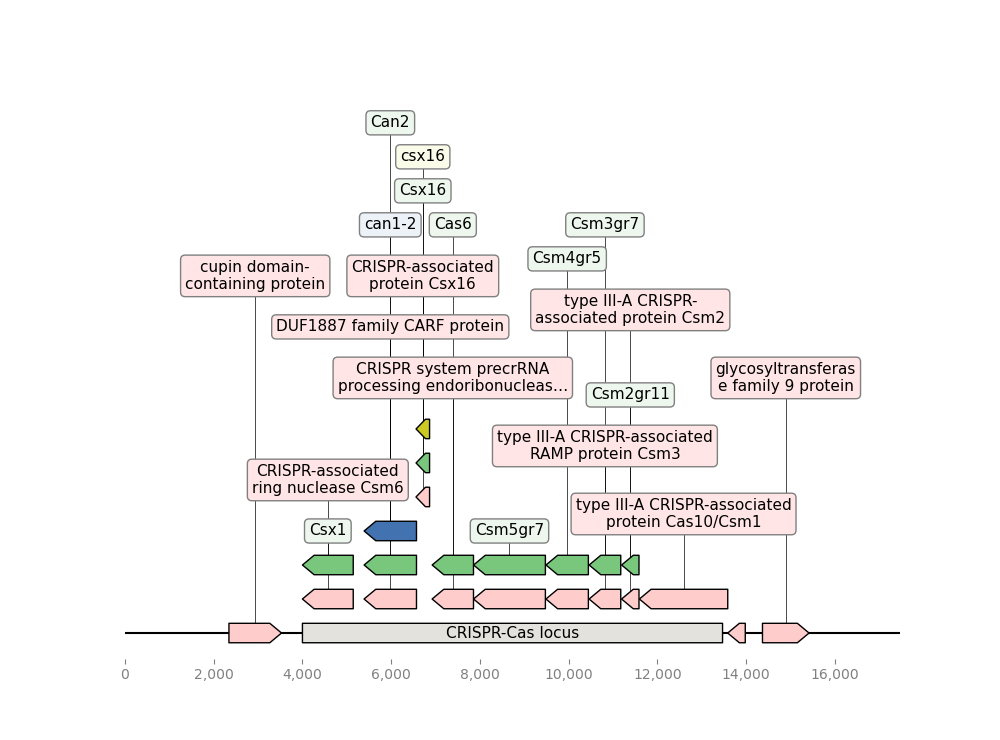 Can2
csx16
Csx16
can1-2
Cas6
Csm3gr7
Csm4gr5
cupin domain-
containing protein
CRISPR-associated
protein Csx16
type III-A CRISPR-
associated protein Csm2
DUF1887 family CARF protein
CRISPR system precrRNA
processing endoribonucleas…
glycosyltransferas
e family 9 protein
Csm2gr11
type III-A CRISPR-associated
RAMP protein Csm3
CRISPR-associated
ring nuclease Csm6
type III-A CRISPR-associated
protein Cas10/Csm1
Csx1
Csm5gr7
CRISPR-Cas locus
0
2,000
4,000
6,000
8,000
10,000
12,000
14,000
16,000